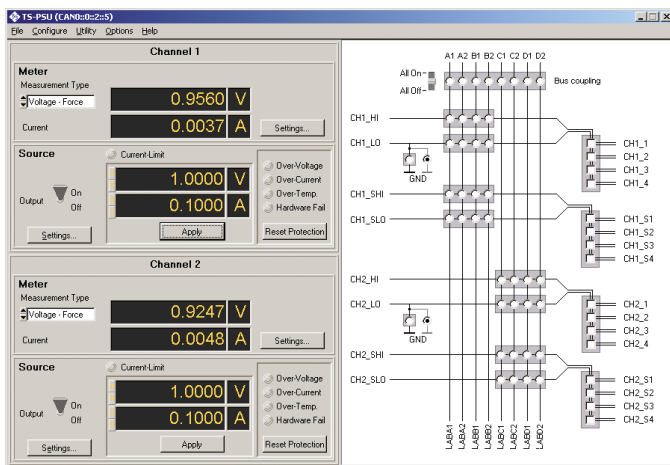 TS-PSU (CAN0::0::2::5)
File Configure Utility Options Help
Channel 1
Meter
Measurement Type
Voltage - Force
0.9560 V
Current
0.0037 A
Settings...
Source
Current-Limit
Output
On
Off
1.0000 V
0.1000 A
Over-Voltage
Over-Current
Over-Temp.
Hardware Fail
Settings...
Apply
Reset Protection
Channel 2
Meter
Measurement Type
Voltage - Force
0.9247 V
Current
0.0048 A
Settings...
Source
Current-Limit
Output
On
Off
1.0000 V
0.1000 A
Over-Voltage
Over-Current
Over-Temp.
Hardware Fail
Settings...
Apply
Reset Protection
A1 A2 B1 B2 C1 C2 D1 D2
All On-
All Off-
Bus coupling
CH1_HI
CH1_LO
GND
CH1_1
CH1_2
CH1_3
CH1_4
CH1_SHI
CH1_SLO
CH1_S1
CH1_S2
CH1_S3
CH1_S4
CH2_HI
CH2_LO
GND
CH2_1
CH2_2
CH2_3
CH2_4
CH2_SHI
CH2_SLO
CH2_S1
CH2_S2
CH2_S3
CH2_S4
LABA1
LABA2
LABB1
LABB2
LABC1
LABC2
LABD1
LABD2